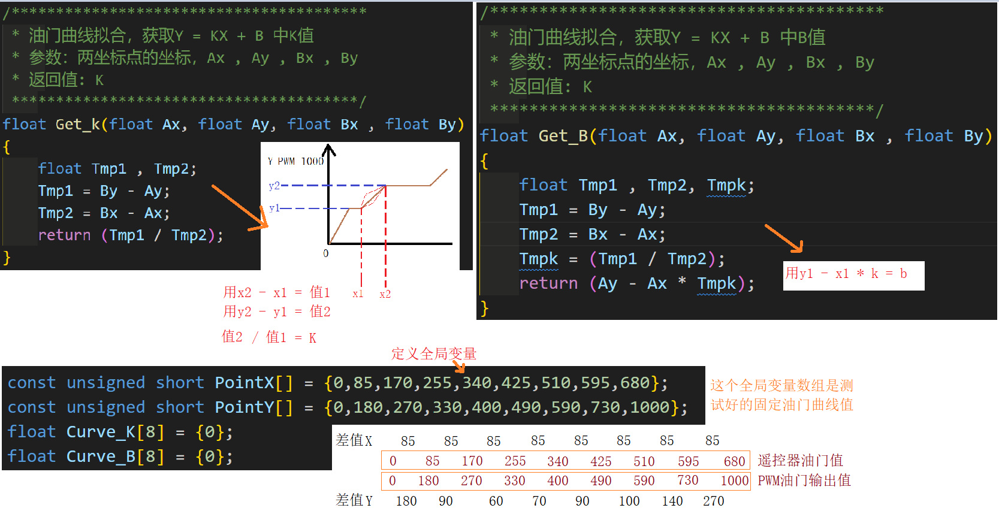 /****************************************
* 油门曲线拟合，获取Y = KX + B 中K值
* 参数：两坐标点的坐标，Ax , Ay , Bx , By
* 返回值: K
***************************************/
float Get_k(float Ax, float Ay, float Bx , float By)
{
float Tmp1 , Tmp2;
Tmp1 = By - Ay;
Tmp2 = Bx - Ax;
return (Tmp1 / Tmp2);
}
Y PWM 1000
y2
y1
0
x1 x2
用x2 - x1 = 值1
用y2 - y1 = 值2
值2 / 值1 = K
/****************************************
* 油门曲线拟合，获取Y = KX + B 中B值
* 参数：两坐标点的坐标，Ax , Ay , Bx , By
* 返回值: K
***************************************/
float Get_B(float Ax, float Ay, float Bx , float By)
{
float Tmp1 , Tmp2, Tmpk;
Tmp1 = By - Ay;
Tmp2 = Bx - Ax;
Tmpk = (Tmp1 / Tmp2);
return (Ay - Ax * Tmpk);
}
用y1 - x1 * k = b
定义全局变量
const unsigned short PointX[] = {0,85,170,255,340,425,510,595,680};
const unsigned short PointY[] = {0,180,270,330,400,490,590,730,1000};
float Curve_K[8] = {0};
float Curve_B[8] = {0};
这个全局变量数组是测
试好的固定油门曲线值
差值X 85 85 85 85 85 85 85 85
0 85 170 255 340 425 510 595 680 遥控器油门值
0 180 270 330 400 490 590 730 1000 PWM油门输出值
差值Y 180 90 60 70 90 100 140 270